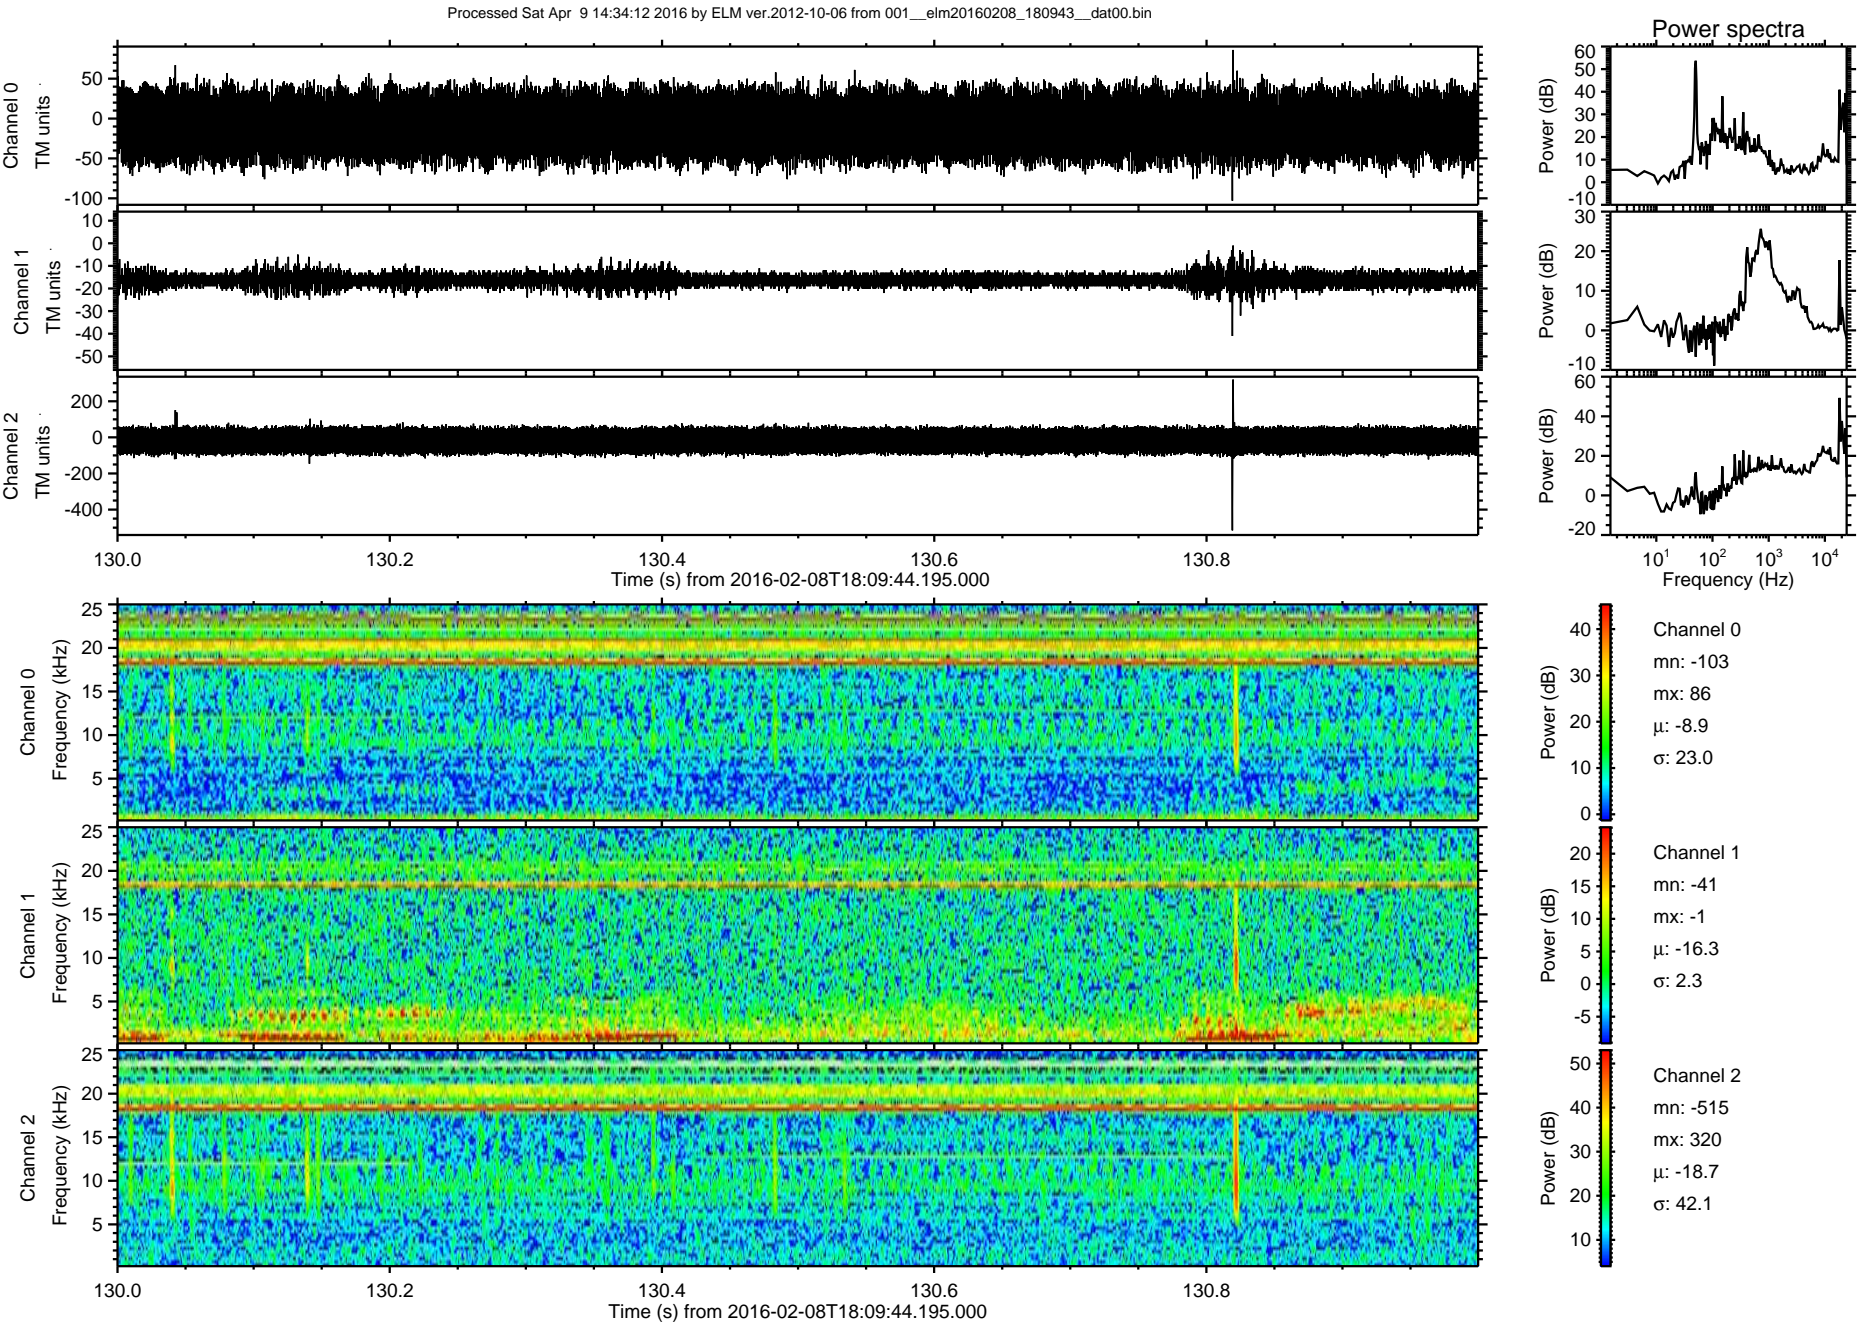 Processed Sat Apr  9 14:34:12 2016 by ELM ver.2012-10-06 from 001__elm20160208_180943__dat00.bin
Power spectra
Channel 0
TM units
50
0
-50
-100
Power (dB)
60
50
40
30
20
10
0
-10
Channel 1
TM units
10
0
-10
-20
-30
-40
-50
Power (dB)
30
20
10
0
-10
Channel 2
TM units
200
0
-200
-400
Power (dB)
60
40
20
0
-20
130.0 130.2 130.4 130.6 130.8
Time (s) from 2016-02-08T18:09:44.195.000
10^1 10^2 10^3 10^4
Frequency (Hz)
Channel 0
Frequency (kHz)
25
20
15
10
5
Power (dB)
40
30
20
10
0
Channel 0
mn: -103
mx: 86
μ: -8.9
σ: 23.0
Channel 1
Frequency (kHz)
25
20
15
10
5
Power (dB)
20
15
10
5
0
-5
Channel 1
mn: -41
mx: -1
μ: -16.3
σ: 2.3
Channel 2
Frequency (kHz)
25
20
15
10
5
Power (dB)
50
40
30
20
10
Channel 2
mn: -515
mx: 320
μ: -18.7
σ: 42.1
130.0 130.2 130.4 130.6 130.8
Time (s) from 2016-02-08T18:09:44.195.000